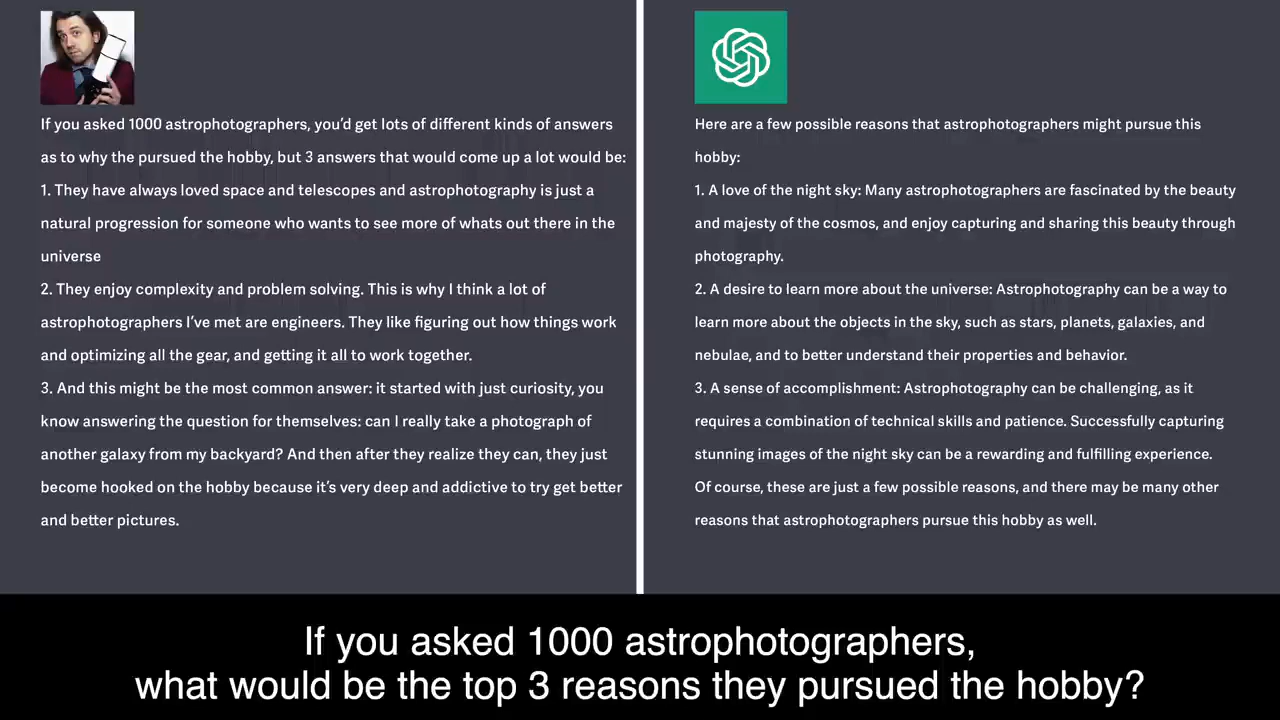 If you asked 1000 astrophotographers, you'd get lots of different kinds of answers
as to why the pursued the hobby, but 3 answers that would come up a lot would be:
1. They have always loved space and telescopes and astrophotography is just a
natural progression for someone who wants to see more of whats out there in the
universe
2. They enjoy complexity and problem solving. This is why I think a lot of
astrophotographers I've met are engineers. They like figuring out how things work
and optimizing all the gear, and getting it all to work together.
3. And this might be the most common answer: it started with just curiosity, you
know answering the question for themselves: can I really take a photograph of
another galaxy from my backyard? And then after they realize they can, they just
become hooked on the hobby because it's very deep and addictive to try get better
and better pictures.
Here are a few possible reasons that astrophotographers might pursue this
hobby:
1. A love of the night sky: Many astrophotographers are fascinated by the beauty
and majesty of the cosmos, and enjoy capturing and sharing this beauty through
photography.
2. A desire to learn more about the universe: Astrophotography can be a way to
learn more about the objects in the sky, such as stars, planets, galaxies, and
nebulae, and to better understand their properties and behavior.
3. A sense of accomplishment: Astrophotography can be challenging, as it
requires a combination of technical skills and patience. Successfully capturing
stunning images of the night sky can be a rewarding and fulfilling experience.
Of course, these are just a few possible reasons, and there may be many other
reasons that astrophotographers pursue this hobby as well.
If you asked 1000 astrophotographers,
what would be the top 3 reasons they pursued the hobby?